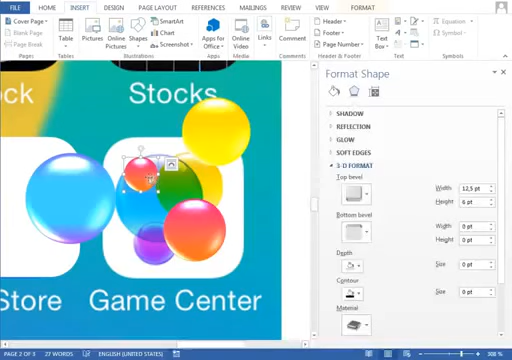 FILE HOME INSERT DESIGN PAGE LAYOUT REFERENCES MAILINGS REVIEW VIEW FORMAT
Cover Page
Blank Page
Page Break
Table
Tables
Pictures
Online
Pictures
Shapes
SmartArt
Chart
Screenshot
Illustrations
Apps for
Office
Apps
Online
Video
Media
Links
Comment
Comments
Header
Footer
Page Number
Header & Footer
Text
Box
Text
Equation
Symbol
Symbols
ock
Stocks
Store
Game Center
Format Shape
SHADOW
REFLECTION
GLOW
SOFT EDGES
3-D FORMAT
Top bevel
Width 12,5 pt
Height 6 pt
Bottom bevel
Width 0 pt
Height 0 pt
Depth
Size 0 pt
Contour
Size 0 pt
Material
PAGE 2 OF 3 27 WORDS ENGLISH (UNITED STATES)